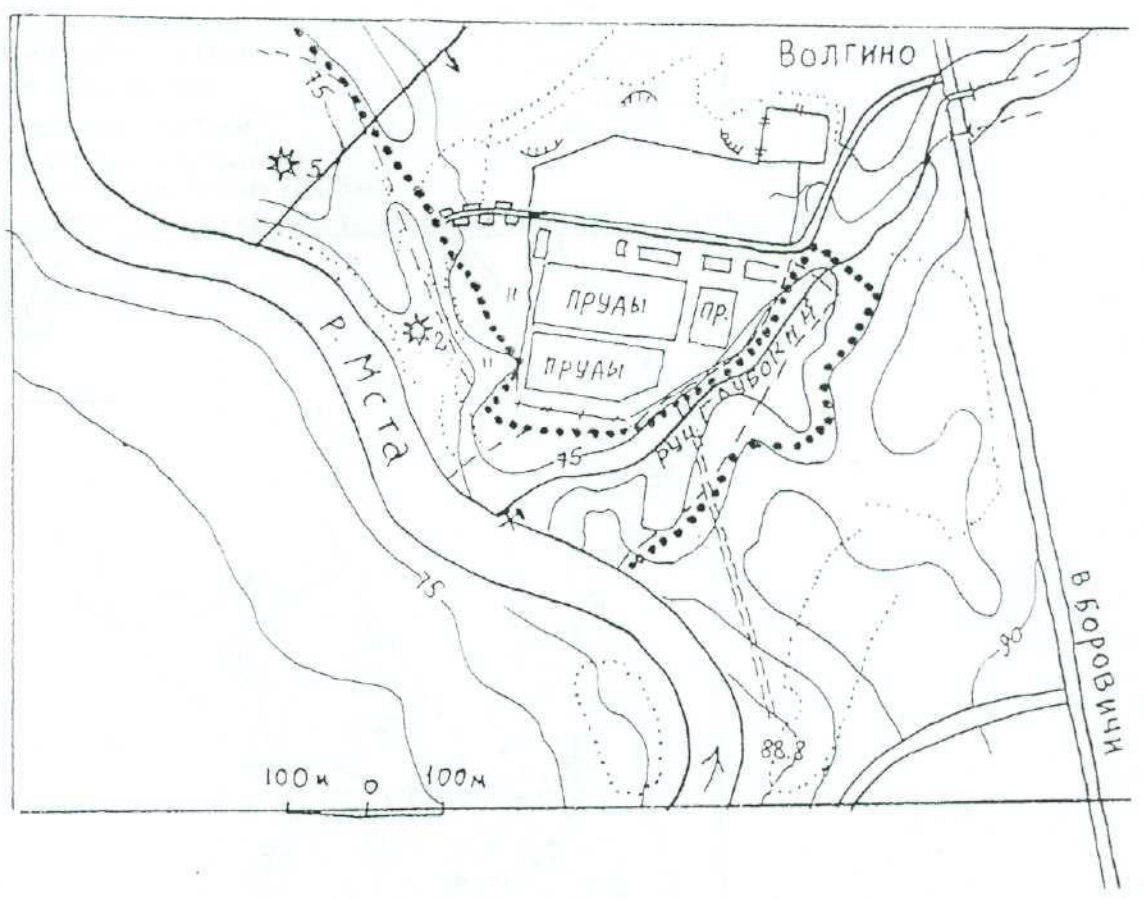 Волгино
75
5
ПРУДЫ
ПР.
2
ПРУДЫ
Р. Мста
РУЧ. ГЛУБОКИЙ
75
75
90
в Боровичи
88.8
100м 0 100м